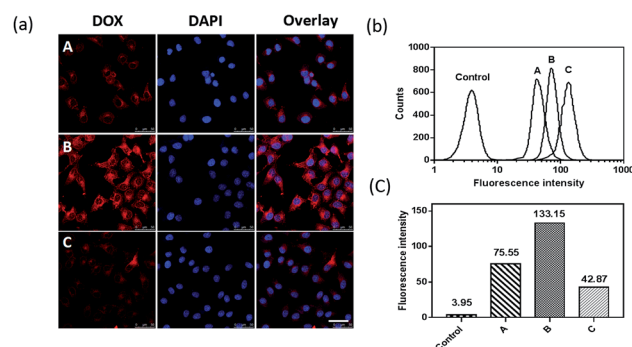 (a)
DOX DAPI Overlay
A
B
C
(b)
1000
800
600
400
200
0
Counts
Control
A
B
C
1 10 100 1000
Fluorescence intensity
(C)
150
100
50
0
Fluorescence intensity
3.95
75.55
133.15
42.87
Control
A
B
C